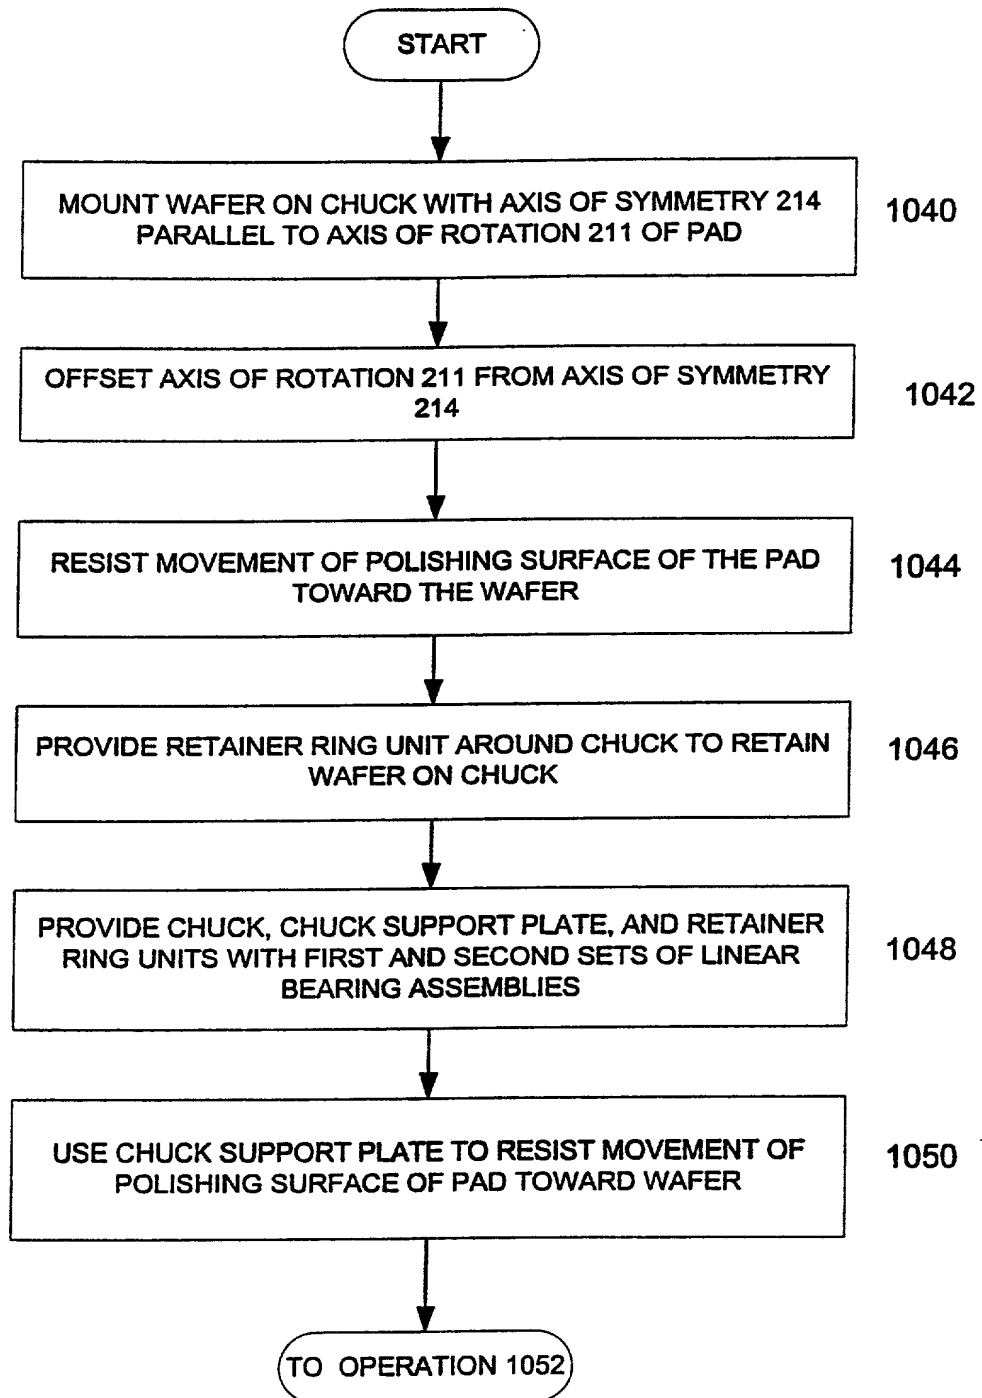 START
MOUNT WAFER ON CHUCK WITH AXIS OF SYMMETRY 214
PARALLEL TO AXIS OF ROTATION 211 OF PAD
1040
OFFSET AXIS OF ROTATION 211 FROM AXIS OF SYMMETRY
214
1042
RESIST MOVEMENT OF POLISHING SURFACE OF THE PAD
TOWARD THE WAFER
1044
PROVIDE RETAINER RING UNIT AROUND CHUCK TO RETAIN
WAFER ON CHUCK
1046
PROVIDE CHUCK, CHUCK SUPPORT PLATE, AND RETAINER
RING UNITS WITH FIRST AND SECOND SETS OF LINEAR
BEARING ASSEMBLIES
1048
USE CHUCK SUPPORT PLATE TO RESIST MOVEMENT OF
POLISHING SURFACE OF PAD TOWARD WAFER
1050
TO OPERATION 1052